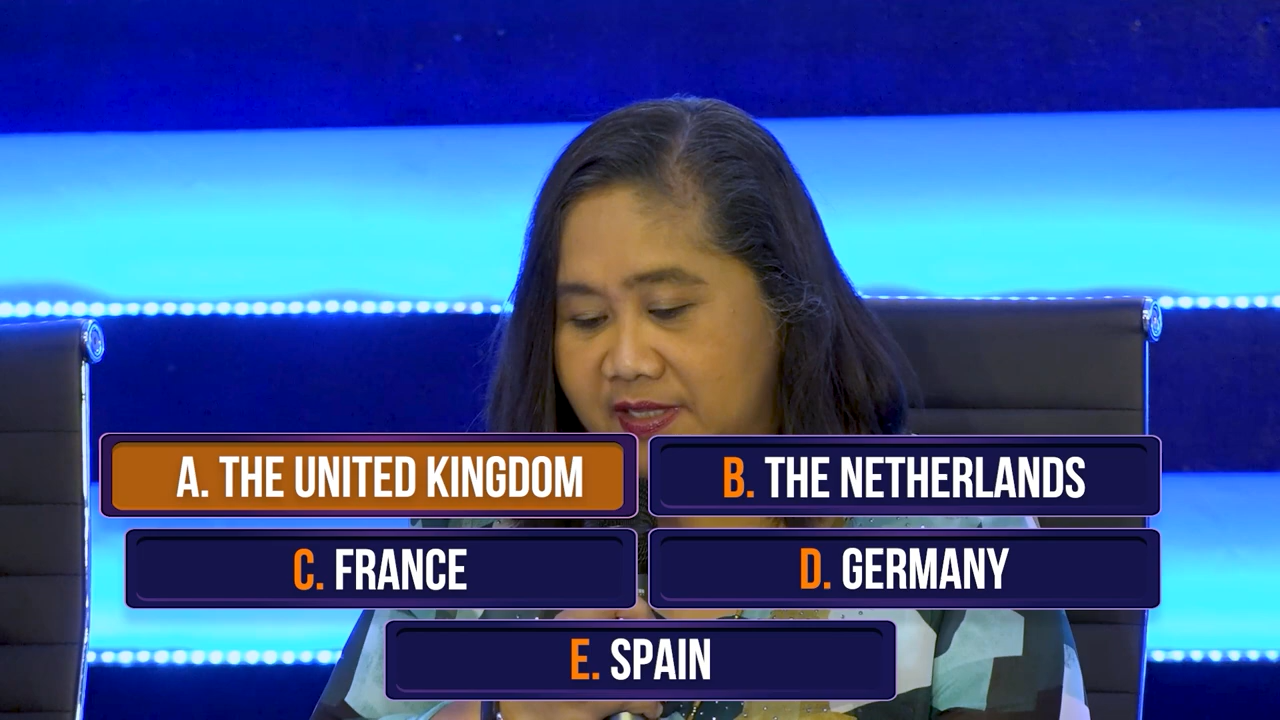 A. THE UNITED KINGDOM
B. THE NETHERLANDS
C. FRANCE
D. GERMANY
E. SPAIN